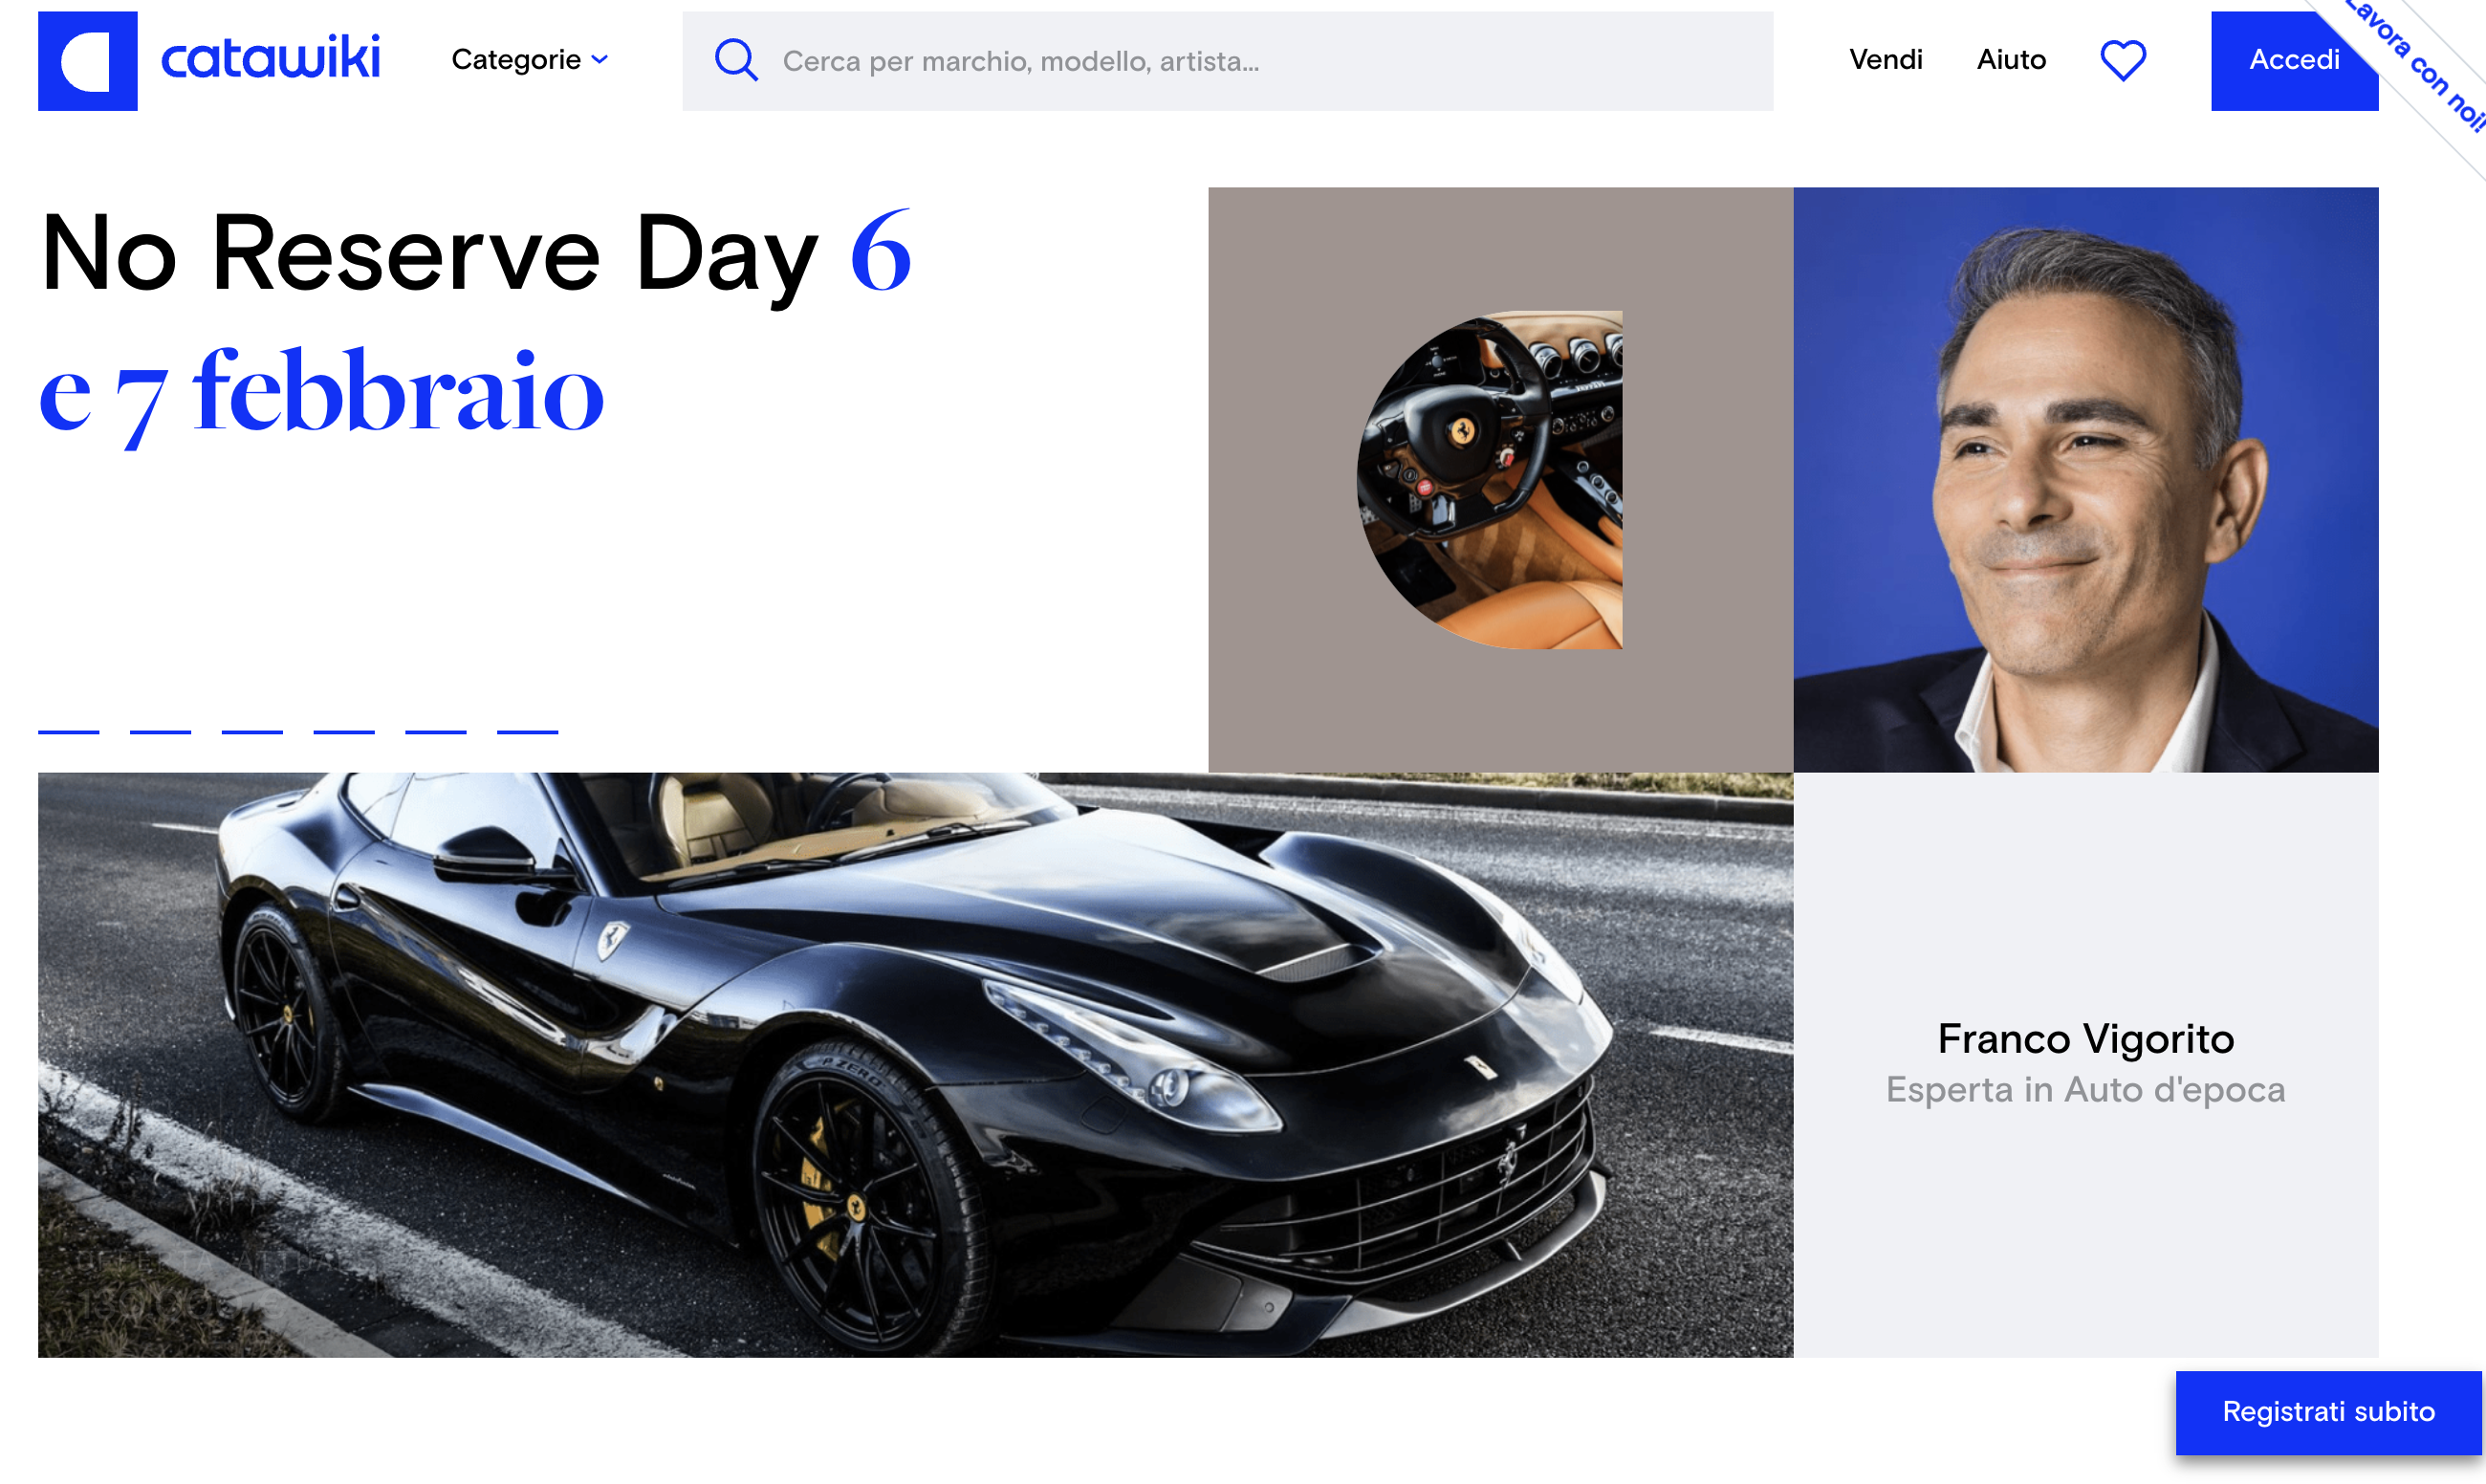 catawiki
Categorie
Cerca per marchio, modello, artista...
Vendi
Aiuto
Accedi
Lavora con noi!
No Reserve Day 6
e 7 febbraio
P ZERO
Franco Vigorito
Esperta in Auto d'epoca
Registrati subito